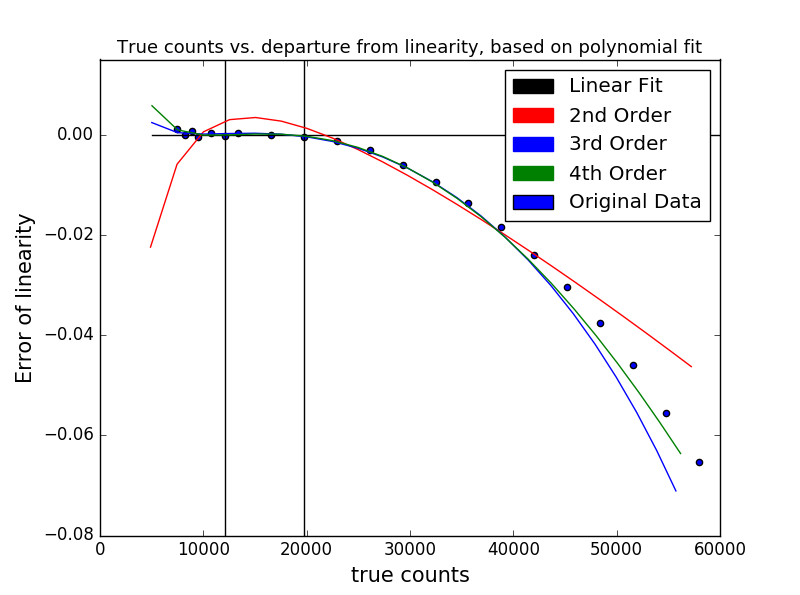 True counts vs. departure from linearity, based on polynomial fit
Linear Fit
2nd Order
3rd Order
4th Order
Original Data
0.00
−0.02
−0.04
−0.06
−0.08
Error of linearity
0
10000
20000
30000
40000
50000
60000
true counts